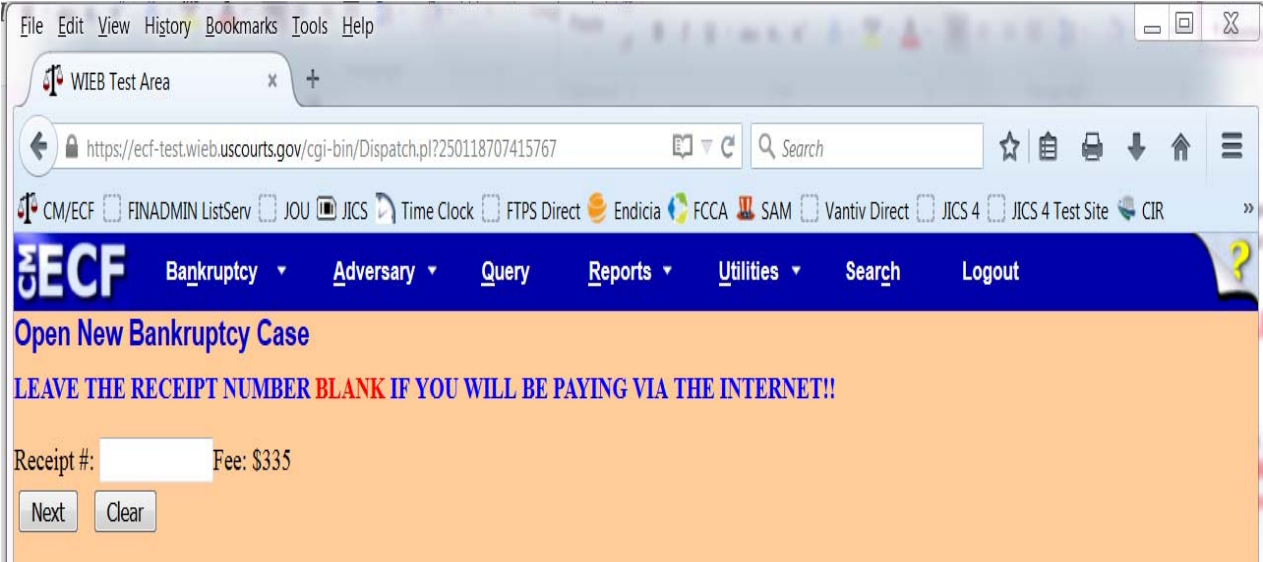 File Edit View History Bookmarks Tools Help
WIEB Test Area × +
https://ecf-test.wieb.uscourts.gov/cgi-bin/Dispatch.pl?250118707415767 Search
CM/ECF FINADMIN ListServ JOU JICS Time Clock FTPS Direct Endicia FCCA SAM Vantiv Direct JICS 4 JICS 4 Test Site CIR »
CM ECF Bankruptcy Adversary Query Reports Utilities Search Logout ?
Open New Bankruptcy Case
LEAVE THE RECEIPT NUMBER BLANK IF YOU WILL BE PAYING VIA THE INTERNET!!
Receipt #: Fee: $335
Next Clear